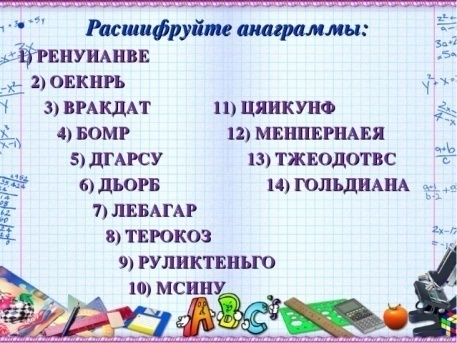 Расшифруйте анаграммы:
1) РЕНУИАНВЕ
2) ОЕКНРЬ
3) ВРАКДАТ
4) БОМР
5) ДГАРСУ
6) ДЬОРБ
7) ЛЕБАГАР
8) ТЕРОКОЗ
9) РУЛИКТЕНЬГО
10) МСИНУ
11) ЦЯИКУНФ
12) МЕНПЕРНАЕЯ
13) ТЖЕОДОТВС
14) ГОЛЬДИАНА
ABC